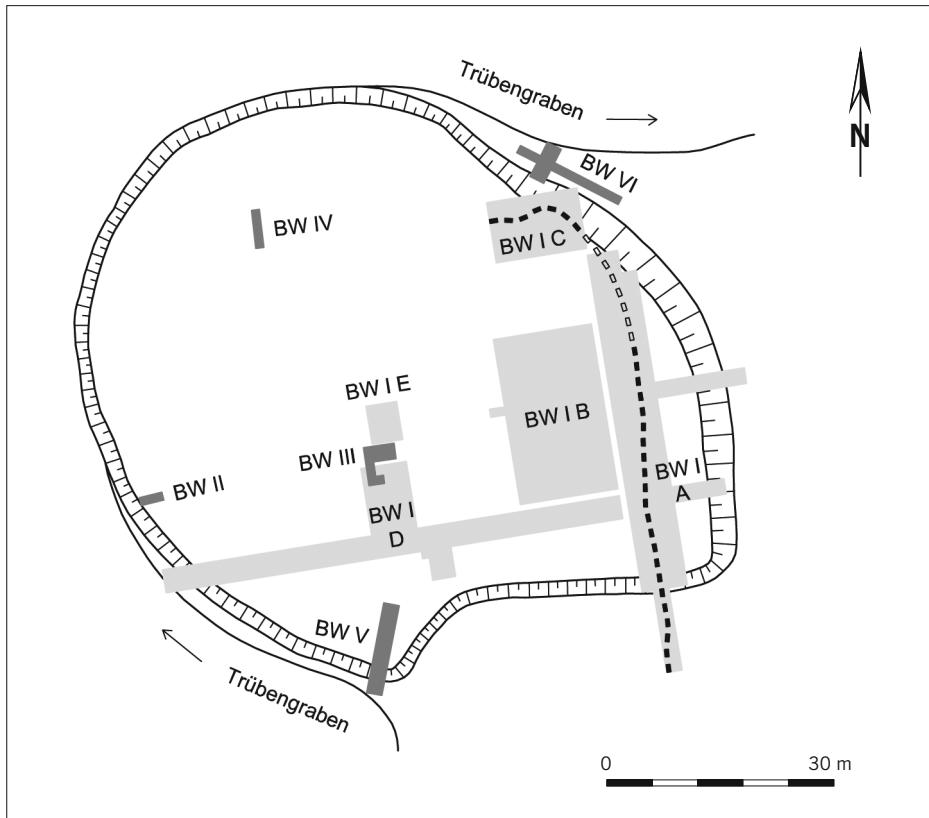 Trübengraben
N
BW VI
BW IV
BW I C
BW I E
BW I B
BW III
BW I
A
BW II
BW I
D
BW V
Trübengraben
0 30 m